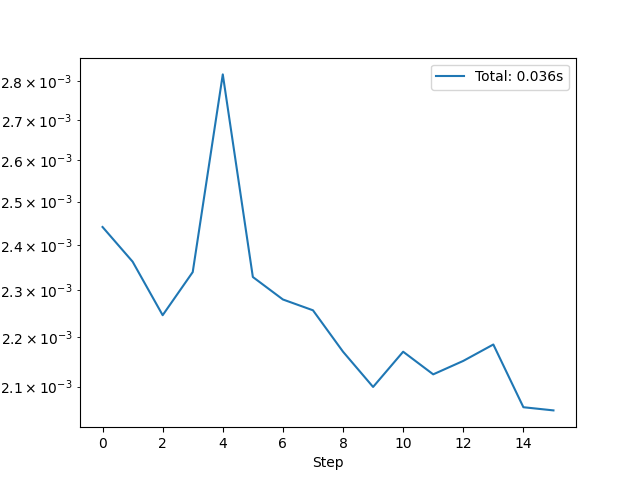 Total: 0.036s
2.8 × 10⁻³
2.7 × 10⁻³
2.6 × 10⁻³
2.5 × 10⁻³
2.4 × 10⁻³
2.3 × 10⁻³
2.2 × 10⁻³
2.1 × 10⁻³
0 2 4 6 8 10 12 14
Step